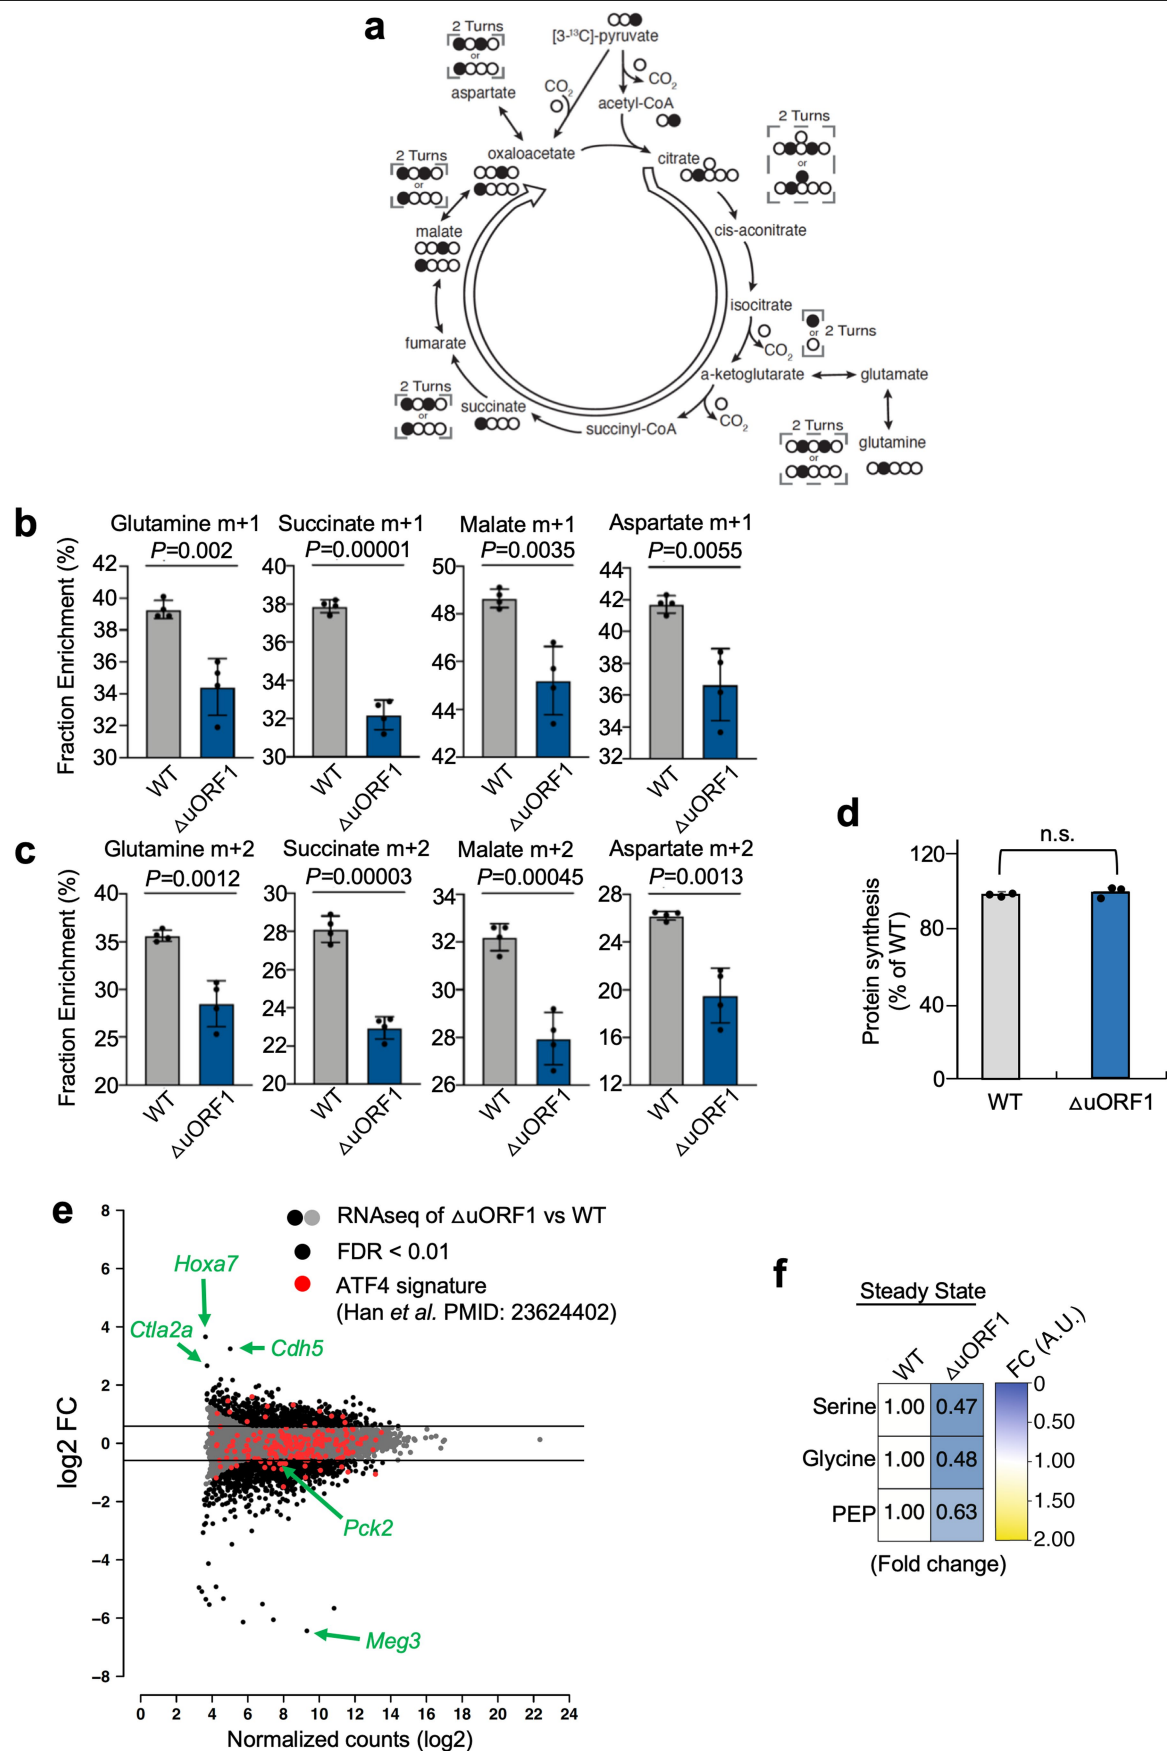 a
2 Turns
or
aspartate
[3-¹³C]-pyruvate
CO₂
CO₂
acetyl-CoA
2 Turns
or
oxaloacetate
citrate
2 Turns
or
malate
cis-aconitrate
isocitrate
or
2 Turns
CO₂
fumarate
a-ketoglutarate
glutamate
2 Turns
or
succinate
succinyl-CoA
CO₂
2 Turns
or
glutamine
b
Fraction Enrichment (%)
Glutamine m+1
P=0.002
42
40
38
36
34
32
30
WT
△uORF1
Succinate m+1
P=0.00001
40
38
36
34
32
30
WT
△uORF1
Malate m+1
P=0.0035
50
48
46
44
42
WT
△uORF1
Aspartate m+1
P=0.0055
44
42
40
38
36
34
32
WT
△uORF1
c
Fraction Enrichment (%)
Glutamine m+2
P=0.0012
40
35
30
25
20
WT
△uORF1
Succinate m+2
P=0.00003
30
28
26
24
22
20
WT
△uORF1
Malate m+2
P=0.00045
34
32
30
28
26
WT
△uORF1
Aspartate m+2
P=0.0013
28
24
20
16
12
WT
△uORF1
d
Protein synthesis
(% of WT)
n.s.
120
80
40
0
WT
△uORF1
e
RNAseq of △uORF1 vs WT
FDR < 0.01
ATF4 signature
(Han et al. PMID: 23624402)
Hoxa7
Ctla2a
Cdh5
Pck2
Meg3
log2 FC
8
6
4
2
0
−2
−4
−6
−8
0 2 4 6 8 10 12 14 16 18 20 22 24
Normalized counts (log2)
f
Steady State
WT
△uORF1
FC (A.U.)
Serine 1.00 0.47
Glycine 1.00 0.48
PEP 1.00 0.63
0
0.50
1.00
1.50
2.00
(Fold change)